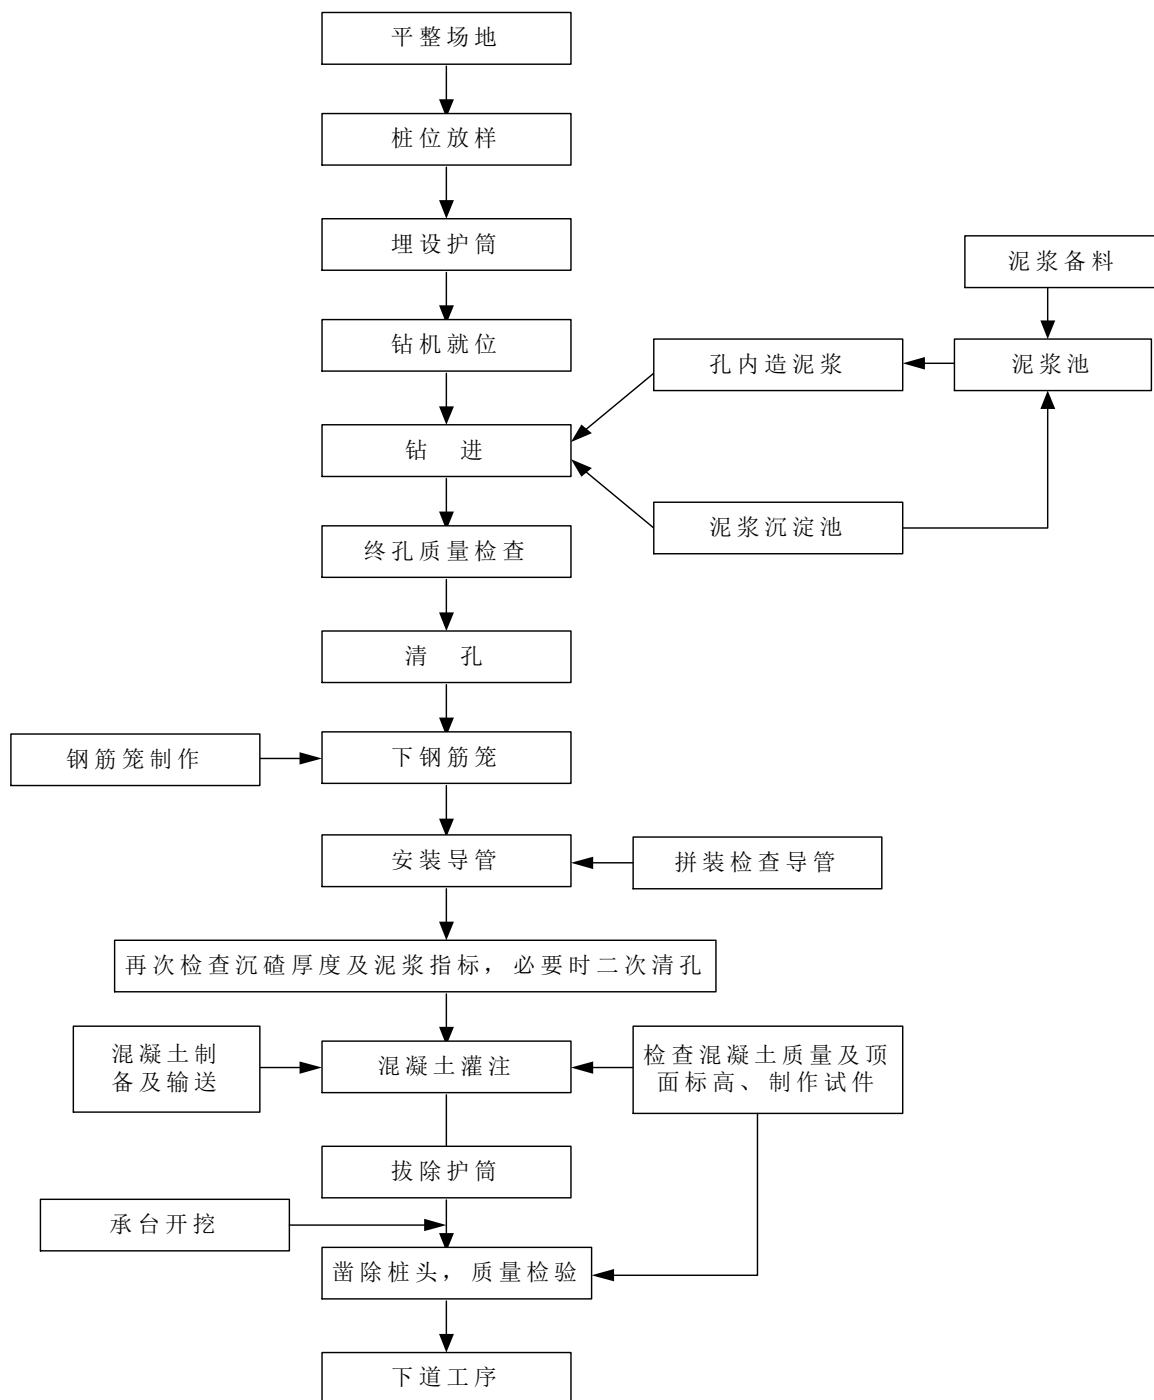 平整场地
桩位放样
埋设护筒
泥浆备料
钻机就位
孔内造泥浆
泥浆池
钻 进
泥浆沉淀池
终孔质量检查
清 孔
钢筋笼制作
下钢筋笼
安装导管
拼装检查导管
再次检查沉碴厚度及泥浆指标，必要时二次清孔
混凝土制
备及输送
混凝土灌注
检查混凝土质量及顶
面标高、制作试件
拔除护筒
承台开挖
凿除桩头，质量检验
下道工序